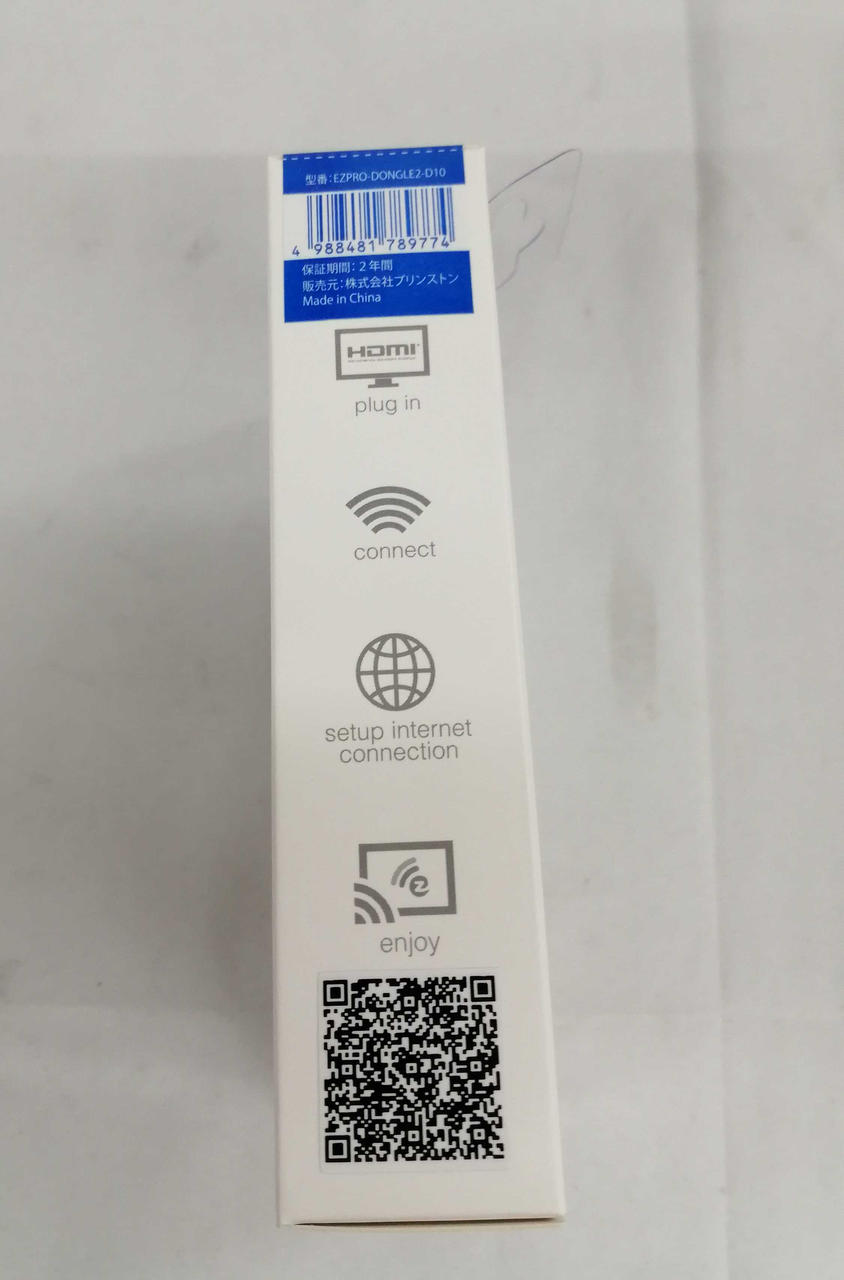 型番：EZPRO-DONGLE2-D10
4 988481 789774
保証期間：2年間
販売元：株式会社プリンストン
Made in China
HDMI
plug in
connect
setup internet
connection
enjoy